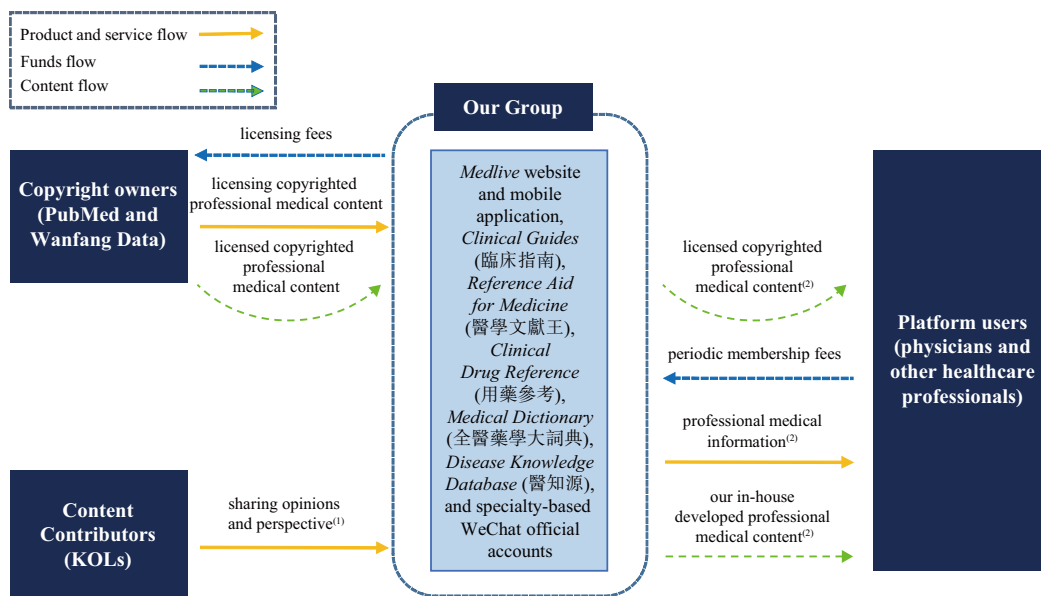 Product and service flow
Funds flow
Content flow
Our Group
licensing fees
Copyright owners
(PubMed and
Wanfang Data)
licensing copyrighted
professional medical content
licensed copyrighted
professional
medical content
Content
Contributors
(KOLs)
sharing opinions
and perspective(1)
Medlive website
and mobile
application,
Clinical Guides
(臨床指南),
Reference Aid
for Medicine
(醫學文獻王),
Clinical
Drug Reference
(用藥參考),
Medical Dictionary
(全醫藥學大詞典),
Disease Knowledge
Database (醫知源),
and specialty-based
WeChat official
accounts
licensed copyrighted
professional
medical content(2)
periodic membership fees
professional medical
information(2)
our in-house
developed professional
medical content(2)
Platform users
(physicians and
other healthcare
professionals)